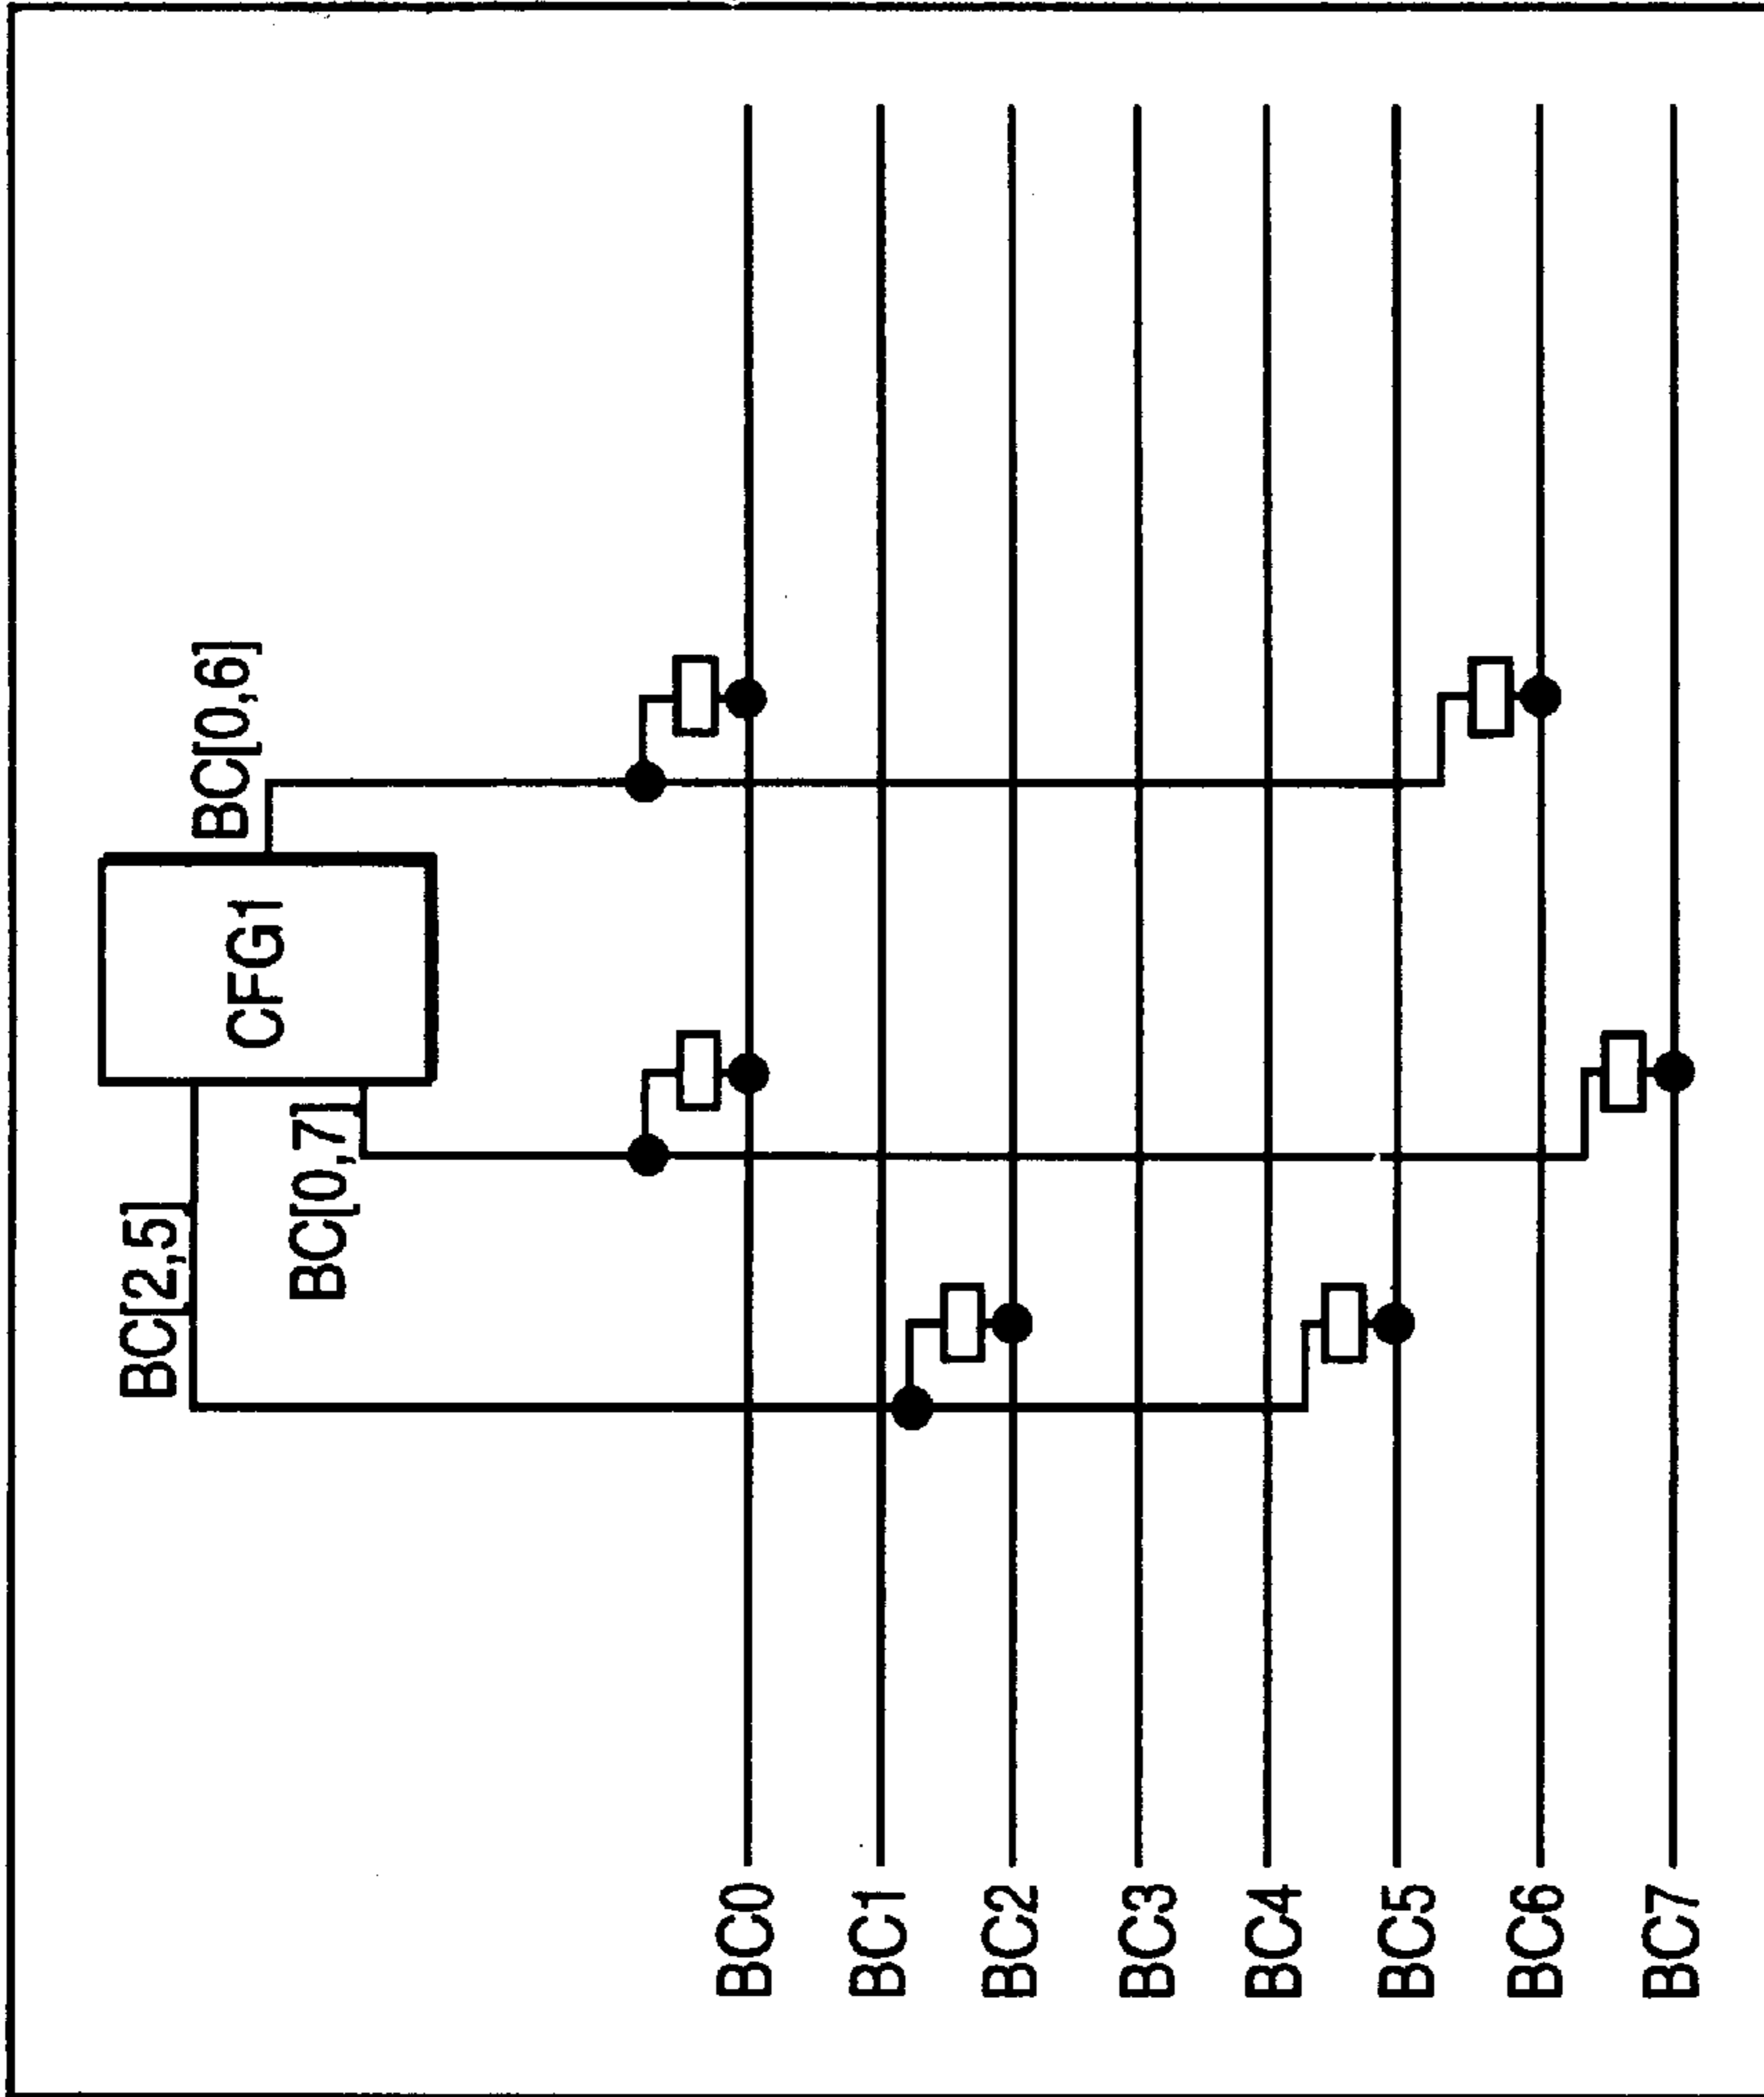 BC[0,6]
CFG1
BC[2,5]
BC[0,7]
BC0
BC1
BC2
BC3
BC4
BC5
BC6
BC7